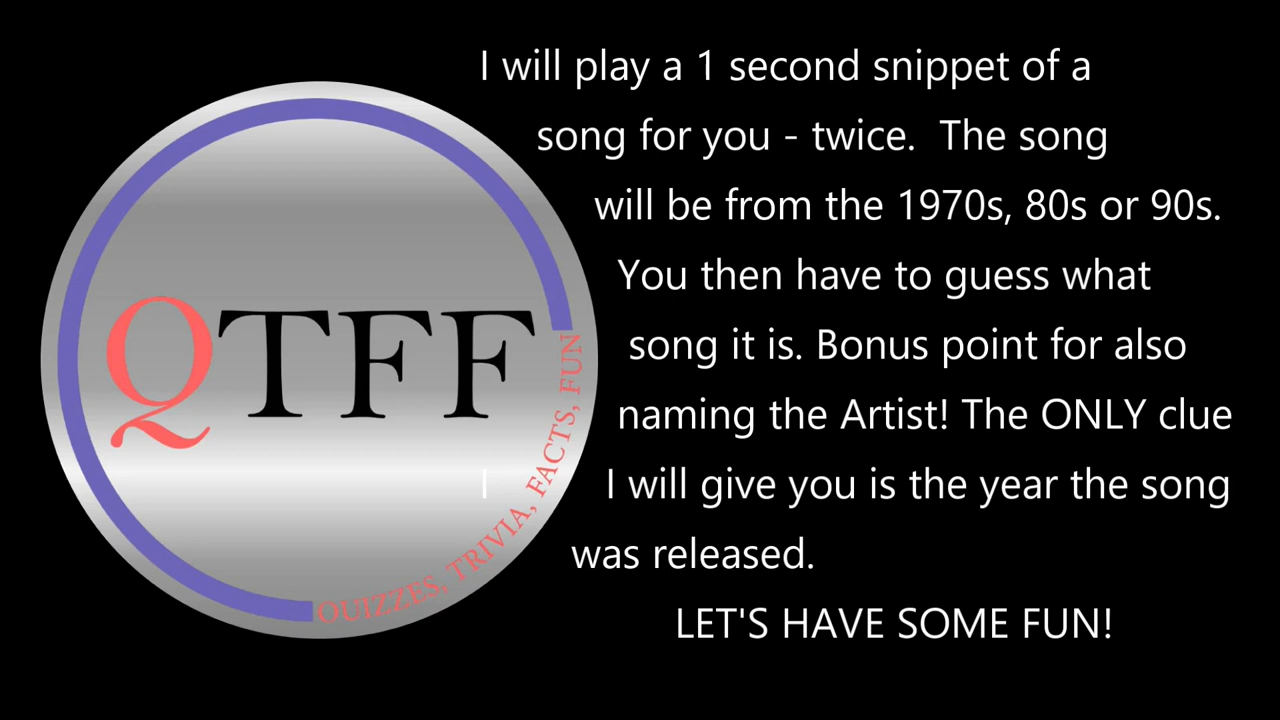 I will play a 1 second snippet of a
song for you - twice.  The song
will be from the 1970s, 80s or 90s.
You then have to guess what
song it is. Bonus point for also
naming the Artist! The ONLY clue
I I will give you is the year the song
was released.
LET'S HAVE SOME FUN!
QTFF
QUIZZES, TRIVIA, FACTS, FUN